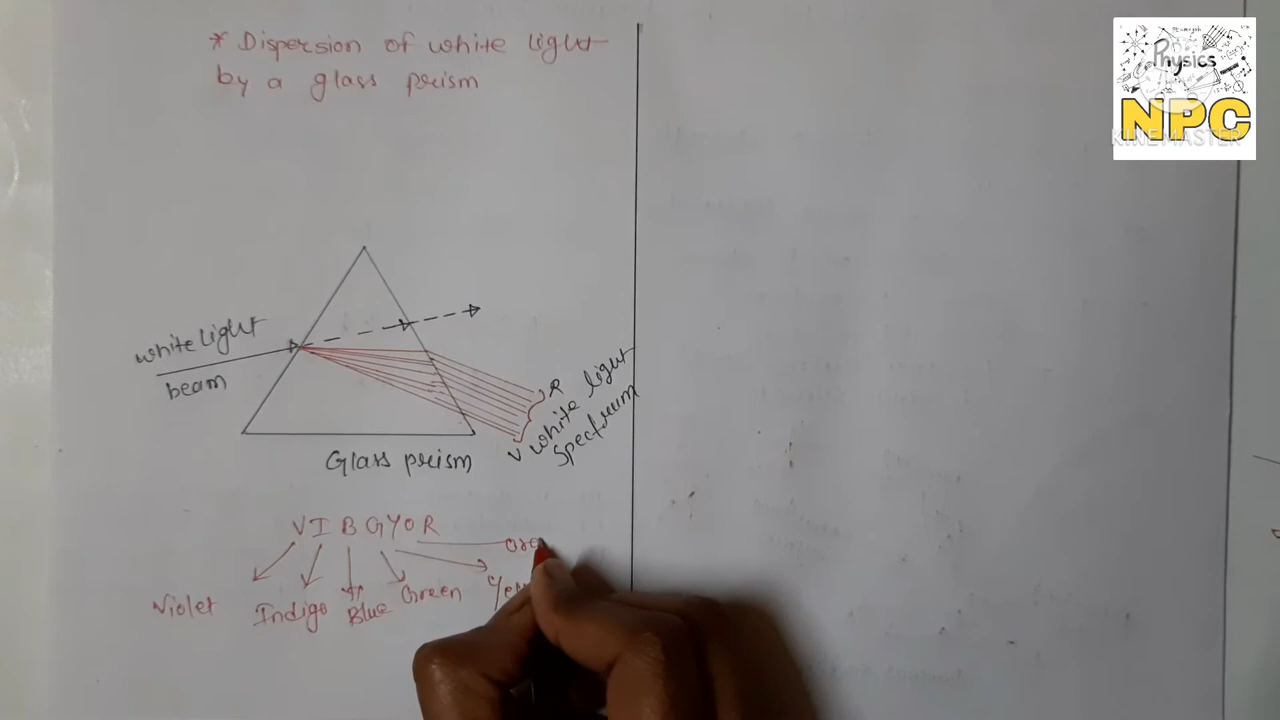 * Dispersion of white light
by a glass prism
Physics
NPC
KINEMASTER
white light
beam
R
white light
spectrum
V
Glass prism
V I B G Y O R
Violet
Indigo
Blue
Green